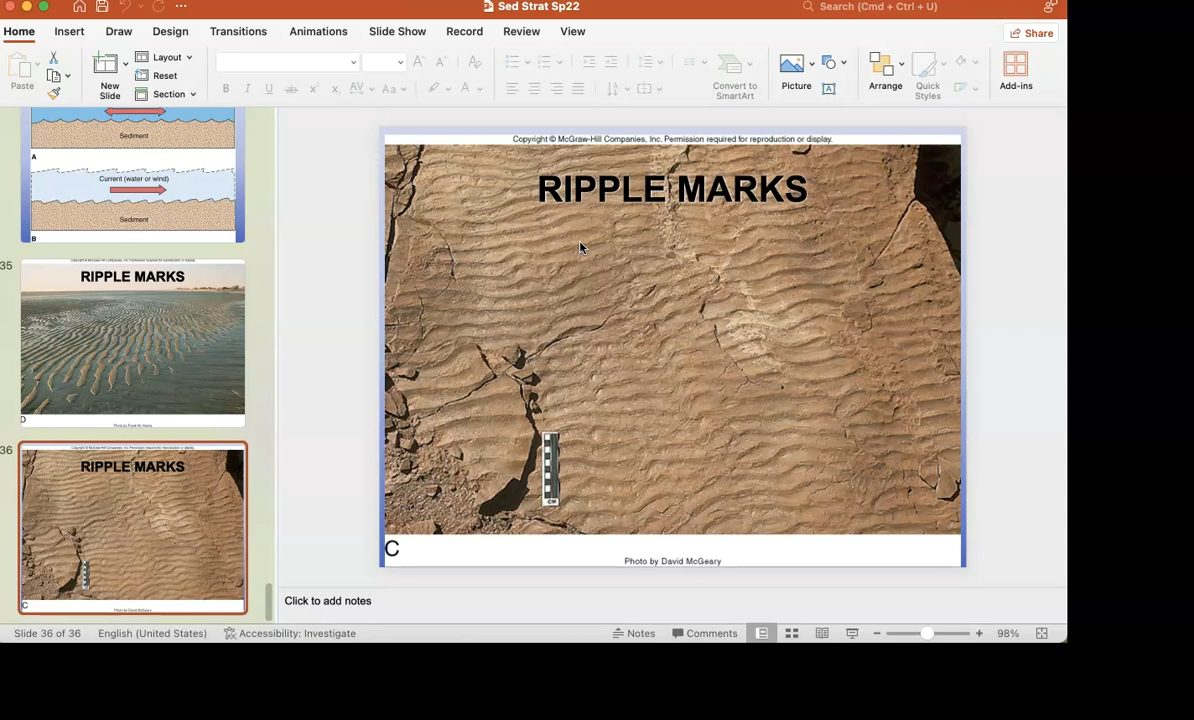 Sed Strat Sp22
Search (Cmd + Ctrl + U)
Home Insert Draw Design Transitions Animations Slide Show Record Review View
Share
Paste
New Slide
Layout
Reset
Section
Convert to SmartArt
Picture
Arrange
Quick Styles
Add-ins
Sediment
A
Current (water or wind)
Sediment
B
35
RIPPLE MARKS
D
36
RIPPLE MARKS
C
Copyright © McGraw-Hill Companies, Inc. Permission required for reproduction or display.
RIPPLE MARKS
CM
C
Photo by David McGeary
Click to add notes
Slide 36 of 36 English (United States) Accessibility: Investigate
Notes Comments 98%